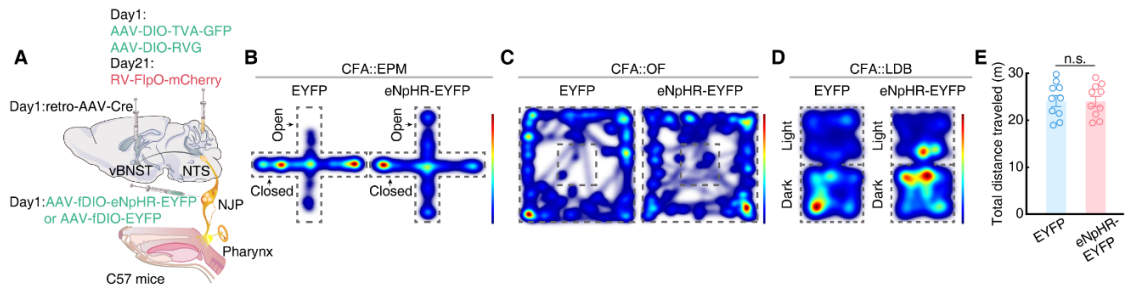 Day1:
AAV-DIO-TVA-GFP
AAV-DIO-RVG
Day21:
RV-FlpO-mCherry
A
Day1:retro-AAV-Cre
vBNST
NTS
Day1:AAV-fDIO-eNpHR-EYFP
or AAV-fDIO-EYFP
NJP
Pharynx
C57 mice
B
CFA::EPM
EYFP
eNpHR-EYFP
Open
Open
Closed
Closed
C
CFA::OF
EYFP
eNpHR-EYFP
D
CFA::LDB
EYFP
eNpHR-EYFP
Light
Dark
Light
Dark
E
n.s.
Total distance traveled (m)
30
20
10
0
EYFP
eNpHR-
EYFP